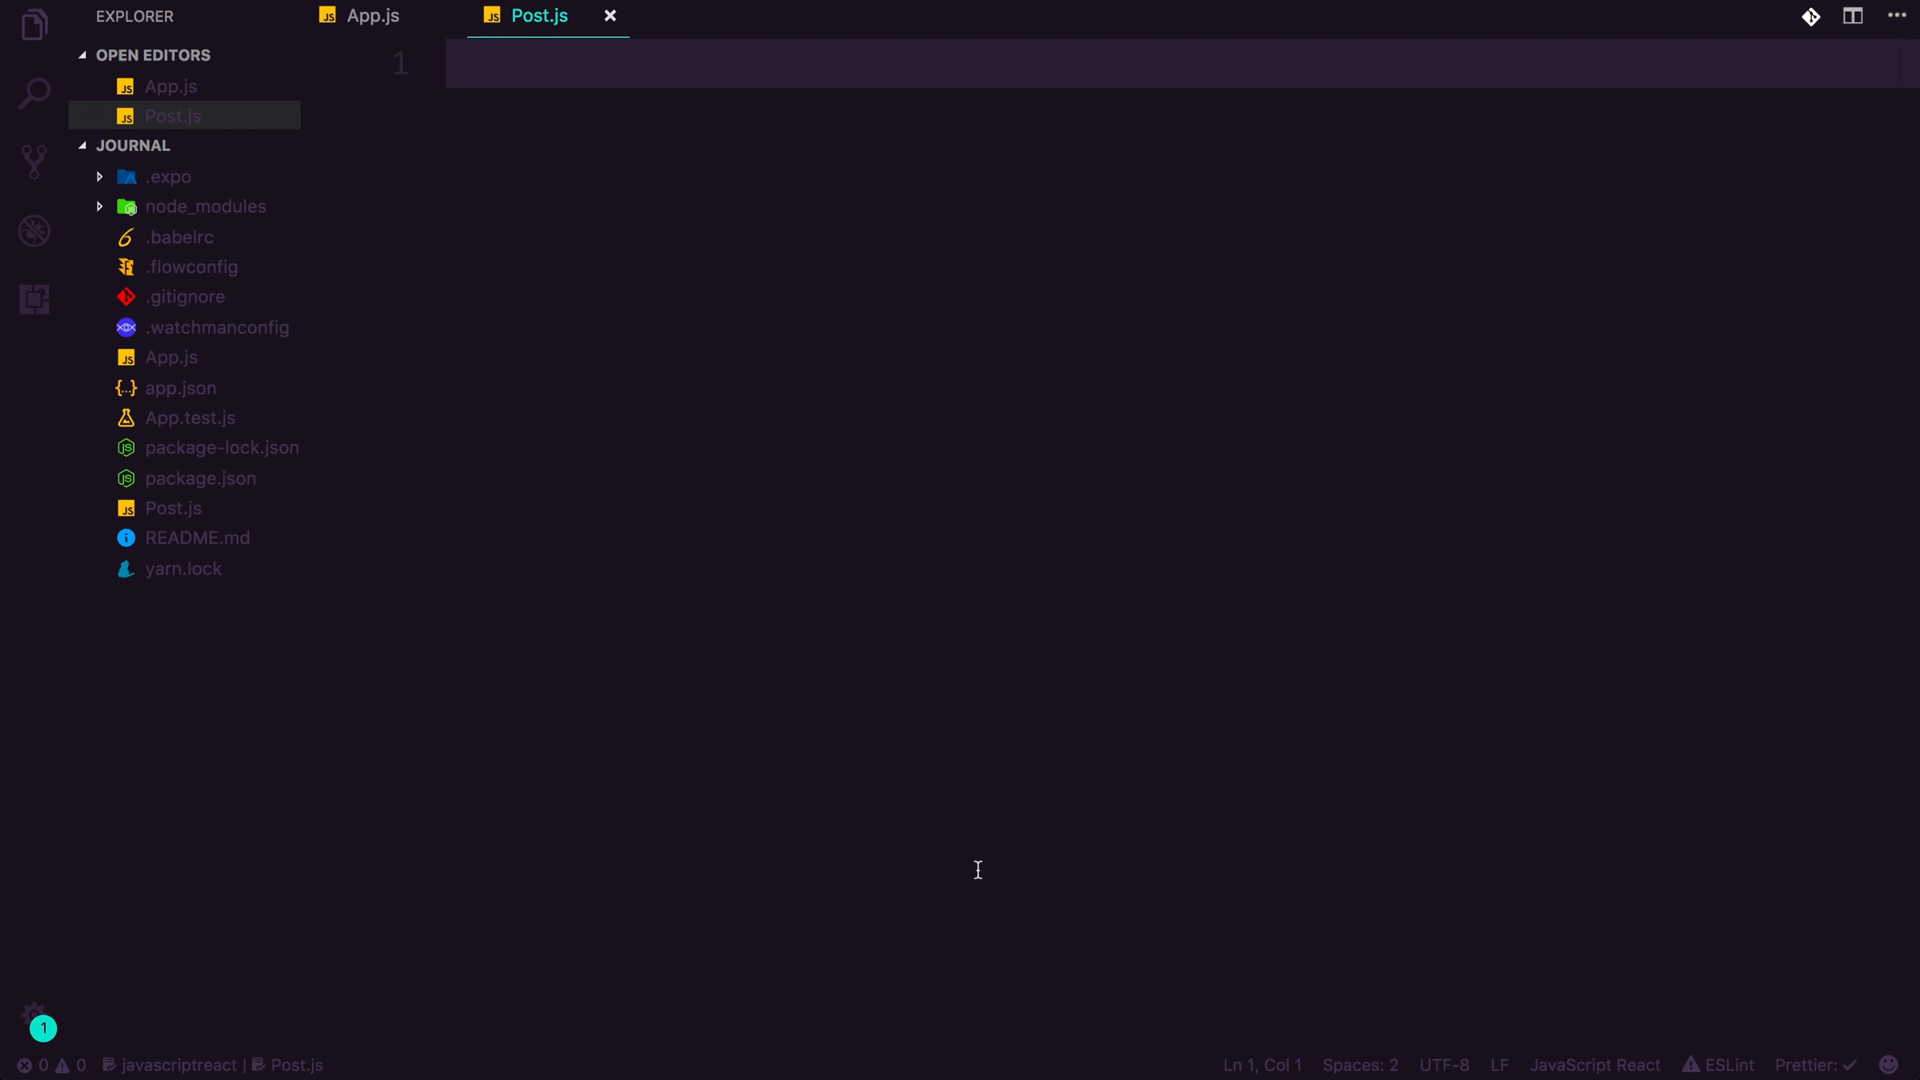 EXPLORER
App.js
Post.js
OPEN EDITORS
App.js
Post.js
JOURNAL
.expo
node_modules
.babelrc
.flowconfig
.gitignore
.watchmanconfig
App.js
app.json
App.test.js
package-lock.json
package.json
Post.js
README.md
yarn.lock
1
1
0 0 javascriptreact | Post.js
Ln 1, Col 1 Spaces: 2 UTF-8 LF JavaScript React ESLint Prettier: ✓